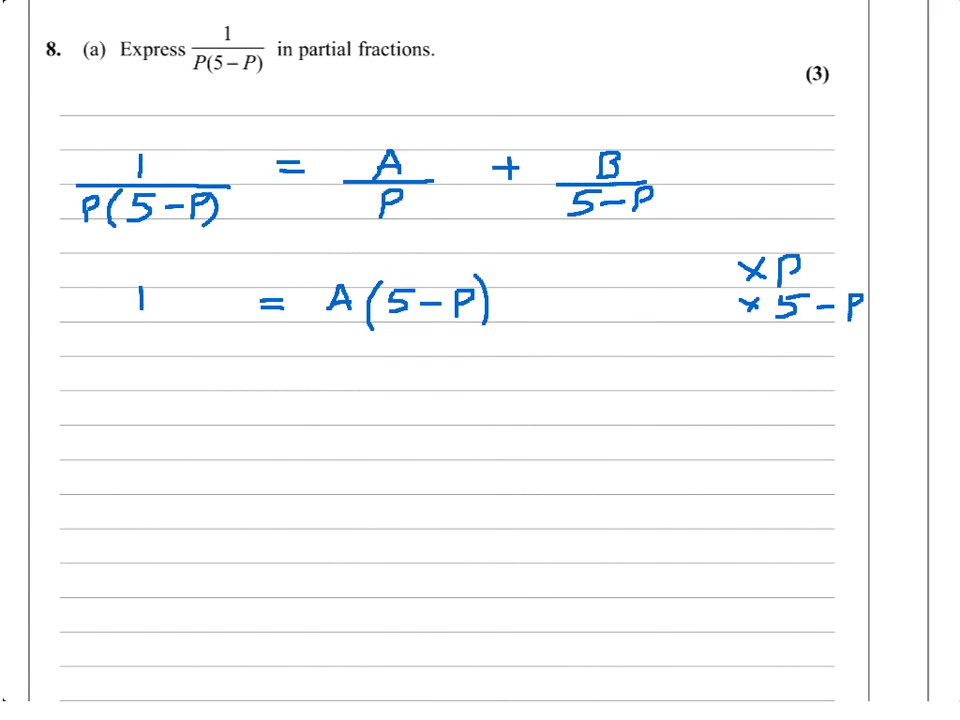 8. (a) Express 1/(P(5 – P)) in partial fractions.
(3)
1/(P(5-P)) = A/P + B/(5-P)
×P
1 = A(5-P) ×5-P